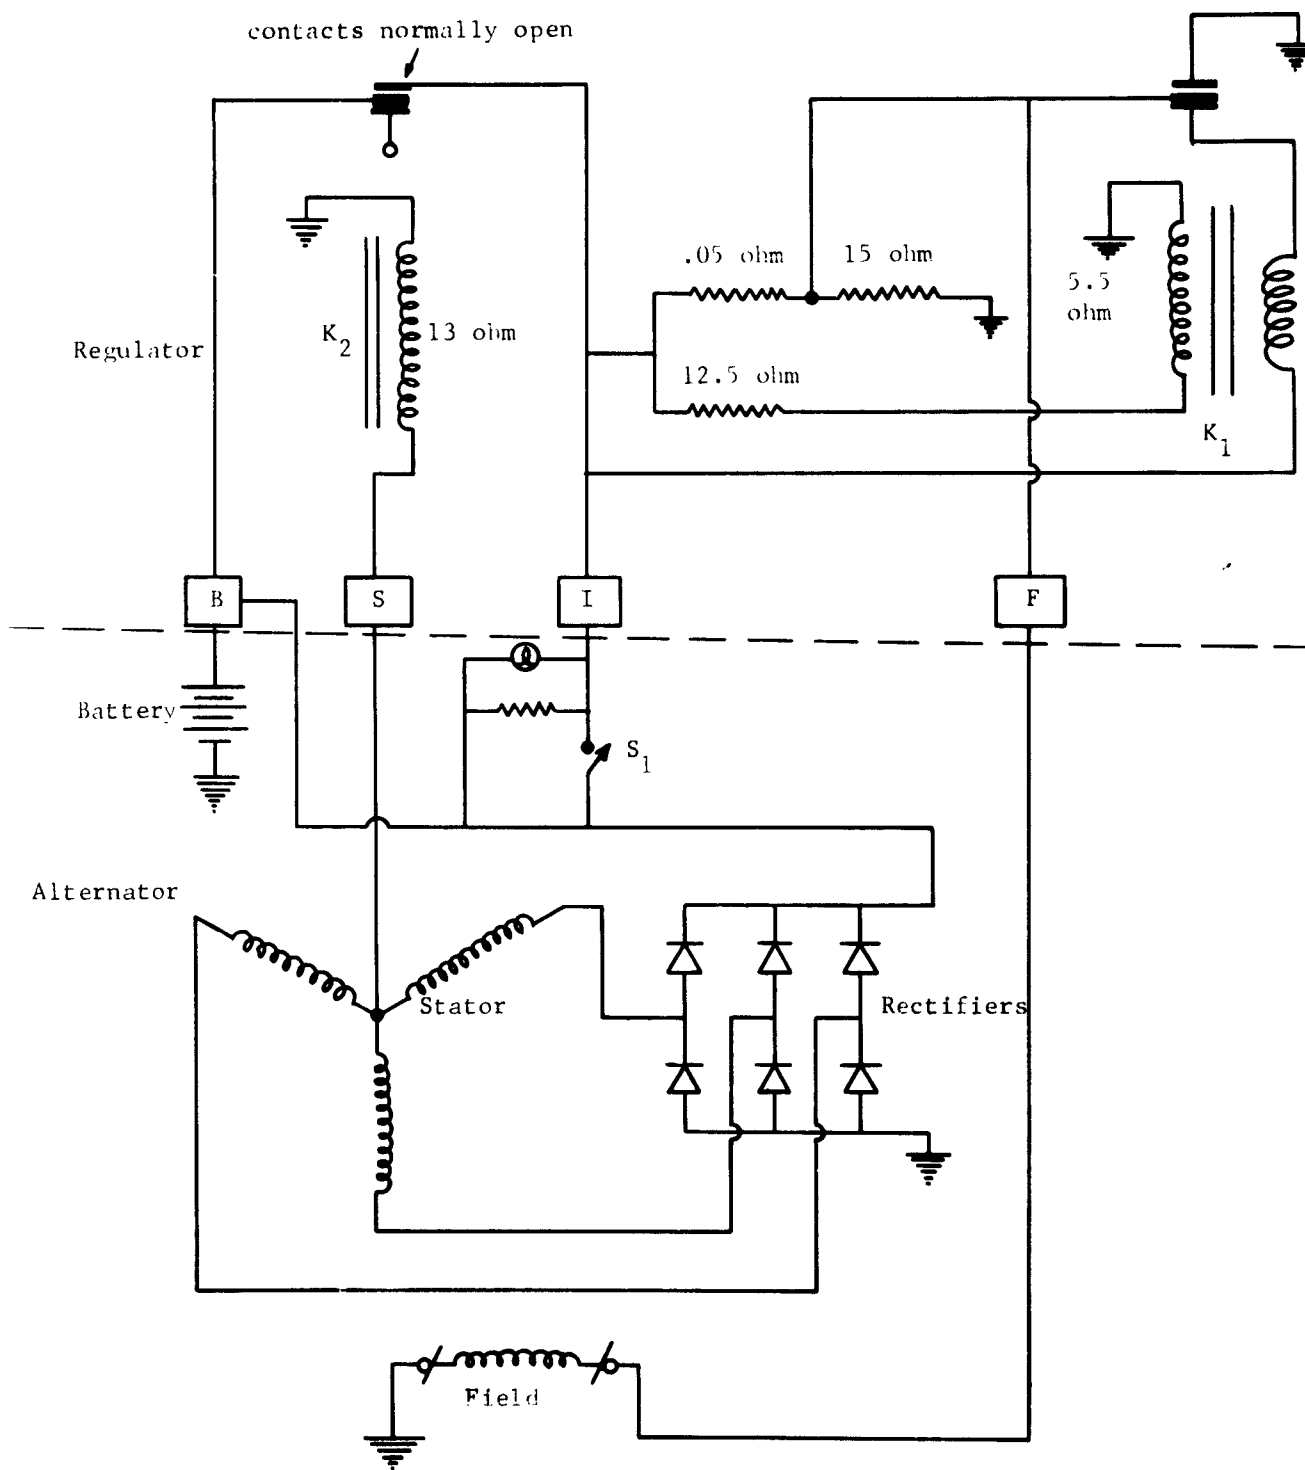 contacts normally open
.05 ohm
15 ohm
5.5
ohm
Regulator
K2
13 ohm
12.5 ohm
K1
B
S
I
F
Battery
S1
Alternator
Stator
Rectifiers
Field